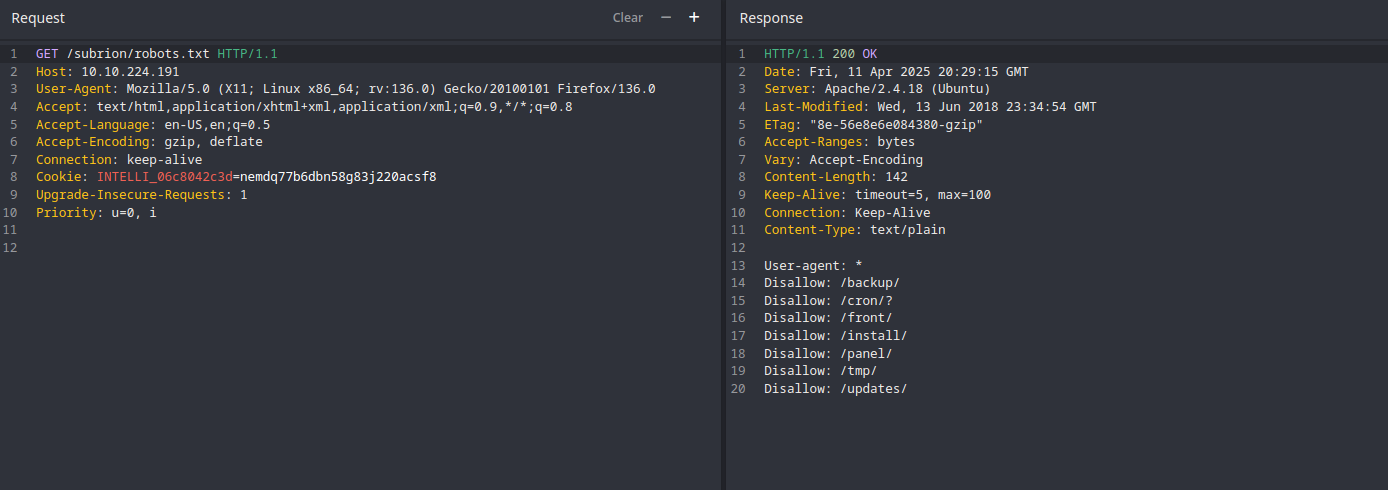 Request
Clear − +
1 GET /subrion/robots.txt HTTP/1.1
2 Host: 10.10.224.191
3 User-Agent: Mozilla/5.0 (X11; Linux x86_64; rv:136.0) Gecko/20100101 Firefox/136.0
4 Accept: text/html,application/xhtml+xml,application/xml;q=0.9,*/*;q=0.8
5 Accept-Language: en-US,en;q=0.5
6 Accept-Encoding: gzip, deflate
7 Connection: keep-alive
8 Cookie: INTELLI_06c8042c3d=nemdq77b6dbn58g83j220acsf8
9 Upgrade-Insecure-Requests: 1
10 Priority: u=0, i
11
12
Response
1 HTTP/1.1 200 OK
2 Date: Fri, 11 Apr 2025 20:29:15 GMT
3 Server: Apache/2.4.18 (Ubuntu)
4 Last-Modified: Wed, 13 Jun 2018 23:34:54 GMT
5 ETag: "8e-56e8e6e084380-gzip"
6 Accept-Ranges: bytes
7 Vary: Accept-Encoding
8 Content-Length: 142
9 Keep-Alive: timeout=5, max=100
10 Connection: Keep-Alive
11 Content-Type: text/plain
12
13 User-agent: *
14 Disallow: /backup/
15 Disallow: /cron/?
16 Disallow: /front/
17 Disallow: /install/
18 Disallow: /panel/
19 Disallow: /tmp/
20 Disallow: /updates/